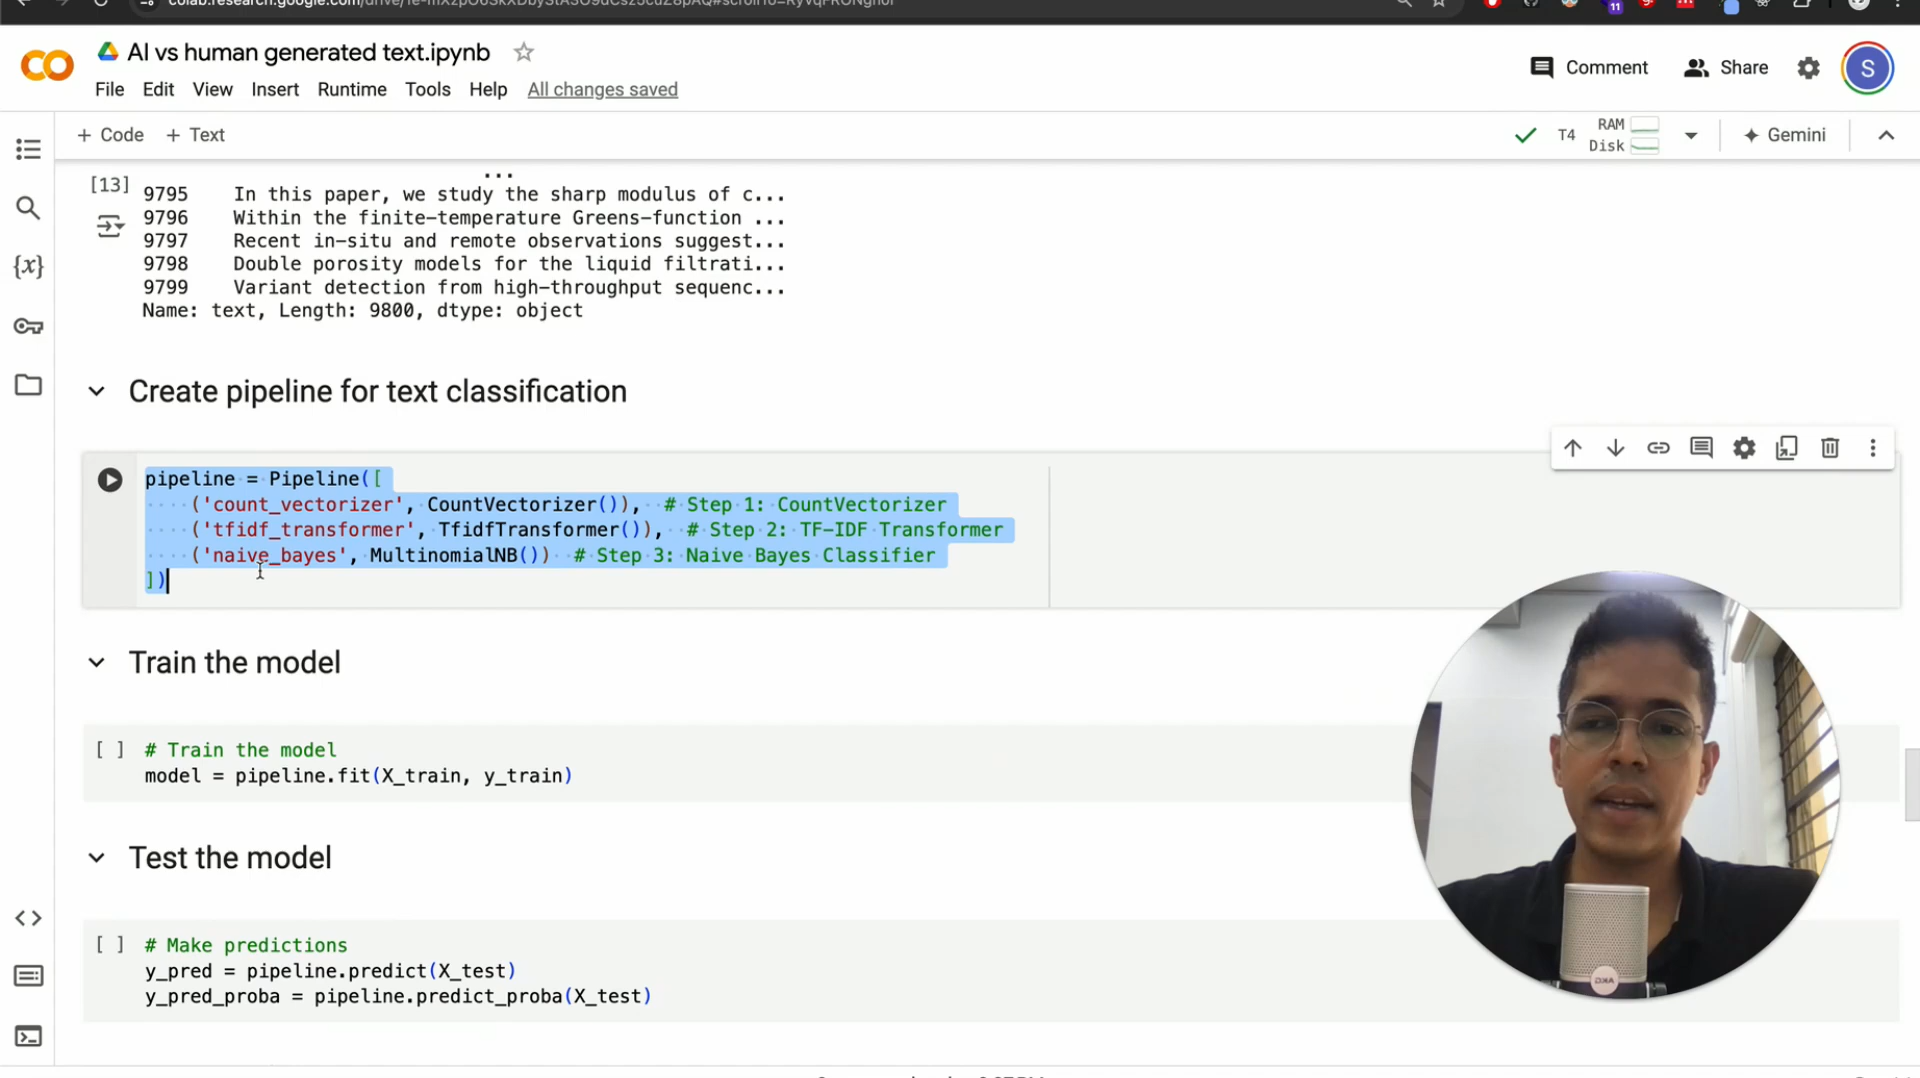 AI vs human generated text.ipynb
Comment
Share
S
File Edit View Insert Runtime Tools Help All changes saved
+ Code + Text
T4
RAM
Disk
Gemini
[13]
...
9795 In this paper, we study the sharp modulus of c...
9796 Within the finite-temperature Greens-function ...
9797 Recent in-situ and remote observations suggest...
9798 Double porosity models for the liquid filtrati...
9799 Variant detection from high-throughput sequenc...
Name: text, Length: 9800, dtype: object
{x}
Create pipeline for text classification
pipeline = Pipeline([
('count_vectorizer', CountVectorizer()), # Step 1: CountVectorizer
('tfidf_transformer', TfidfTransformer()), # Step 2: TF-IDF Transformer
('naive_bayes', MultinomialNB()) # Step 3: Naive Bayes Classifier
])
Train the model
[ ] # Train the model
model = pipeline.fit(X_train, y_train)
Test the model
[ ] # Make predictions
y_pred = pipeline.predict(X_test)
y_pred_proba = pipeline.predict_proba(X_test)